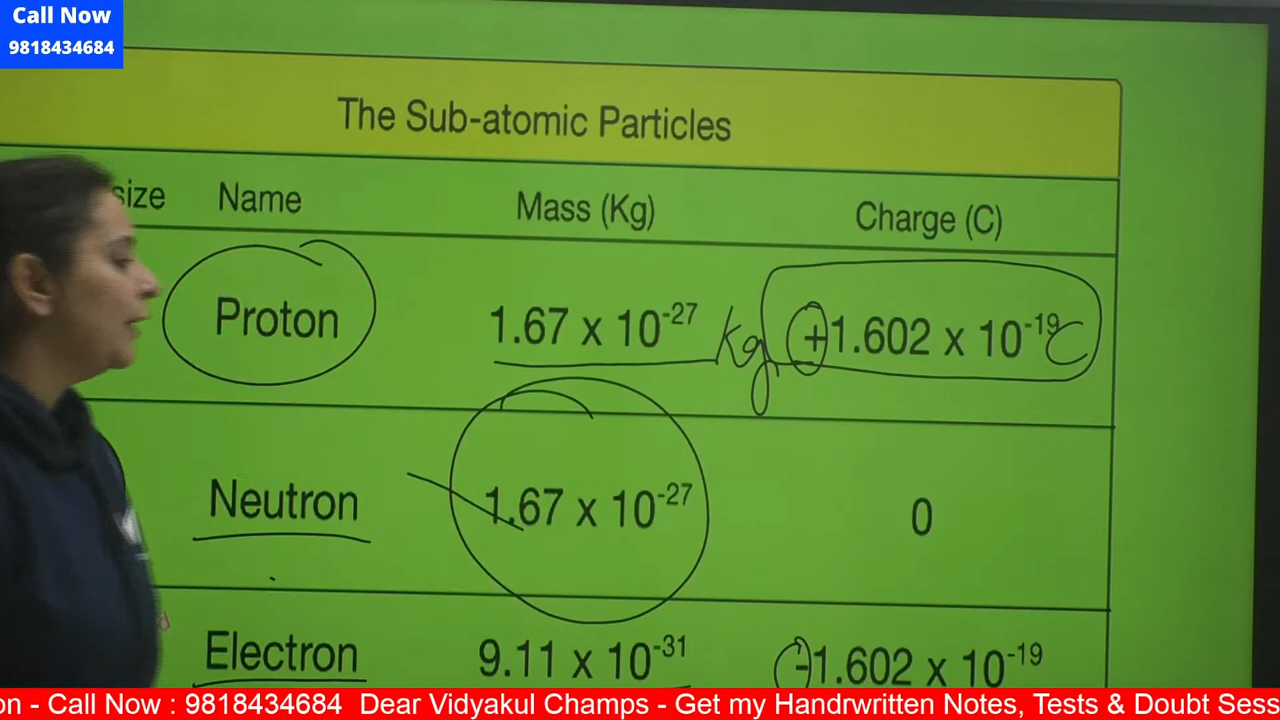 Call Now
9818434684
The Sub-atomic Particles
size Name Mass (Kg) Charge (C)
Proton 1.67 x 10⁻²⁷ kg +1.602 x 10⁻¹⁹ C
Neutron 1.67 x 10⁻²⁷ 0
Electron 9.11 x 10⁻³¹ -1.602 x 10⁻¹⁹
on - Call Now : 9818434684 Dear Vidyakul Champs - Get my Handrwritten Notes, Tests & Doubt Sess